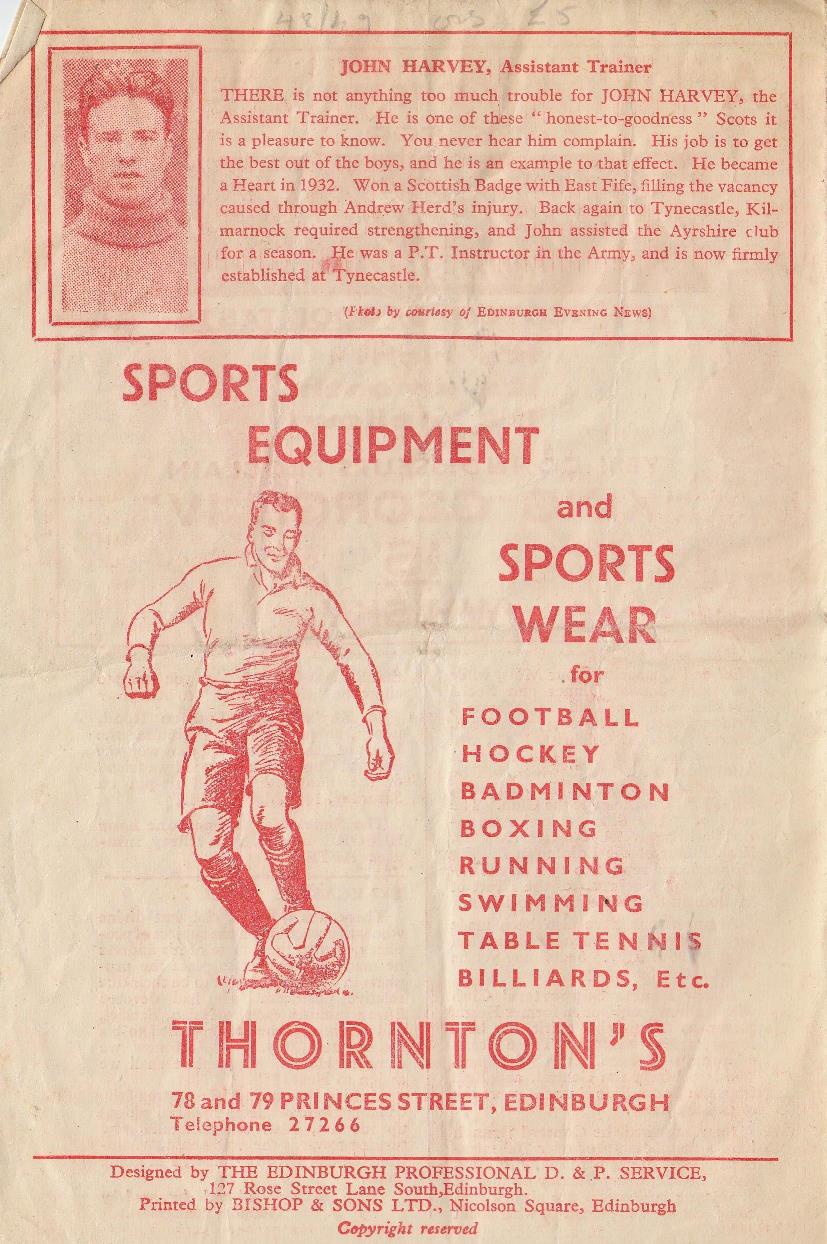 48/49 £5
JOHN HARVEY, Assistant Trainer
THERE is not anything too much trouble for JOHN HARVEY, the
Assistant Trainer. He is one of these “ honest-to-goodness ” Scots it
is a pleasure to know. You never hear him complain. His job is to get
the best out of the boys, and he is an example to that effect. He became
a Heart in 1932. Won a Scottish Badge with East Fife, filling the vacancy
caused through Andrew Herd’s injury. Back again to Tynecastle, Kil-
marnock required strengthening, and John assisted the Ayrshire club
for a season. He was a P.T. Instructor in the Army, and is now firmly
established at Tynecastle.
(Photo by courtesy of EDINBURGH EVENING NEWS)
SPORTS
EQUIPMENT
and
SPORTS
WEAR
for
FOOTBALL
HOCKEY
BADMINTON
BOXING
RUNNING
SWIMMING
TABLE TENNIS
BILLIARDS, Etc.
THORNTON’S
78 and 79 PRINCES STREET, EDINBURGH
Telephone 27266
Designed by THE EDINBURGH PROFESSIONAL D. & P. SERVICE,
127 Rose Street Lane South, Edinburgh.
Printed by BISHOP & SONS LTD., Nicolson Square, Edinburgh
Copyright reserved